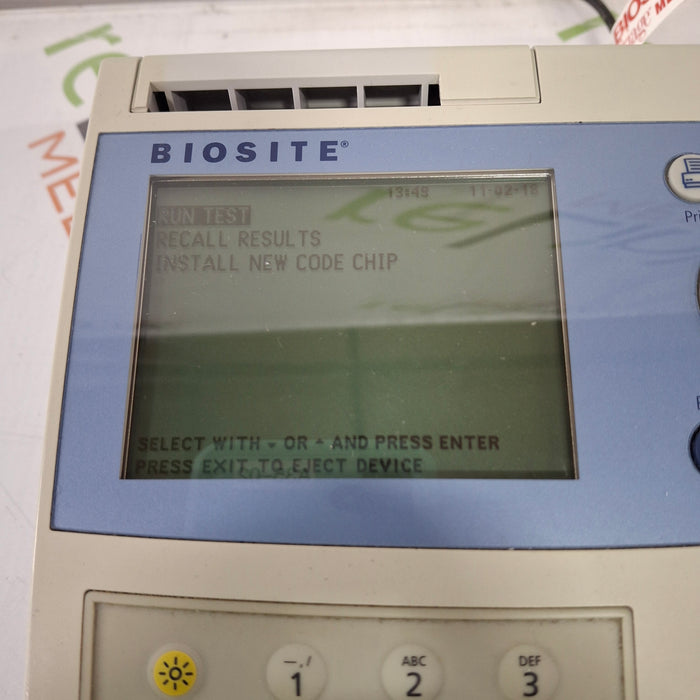 BIOSITE®
13:49 11-02-18
RUN TEST
RECALL RESULTS
INSTALL NEW CODE CHIP
SELECT WITH ▾ OR ▴ AND PRESS ENTER
PRESS EXIT TO EJECT DEVICE
-./
1
ABC
2
DEF
3